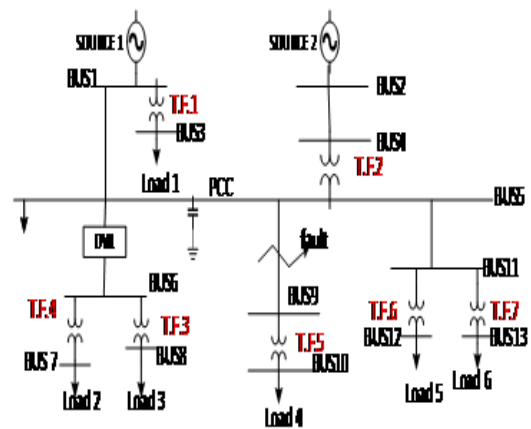 source 1
source 2
BUS1
BUS2
T.F.1
BUS3
BUS4
T.F.2
Load 1
PCC
BUS5
fault
BUS6
BUS11
T.F.4
T.F.3
BUS9
T.F.6
T.F.7
BUS 7
BUS8
T.F.5
BUS10
BUS12
BUS13
Load 2
Load 3
Load 4
Load 5
Load 6